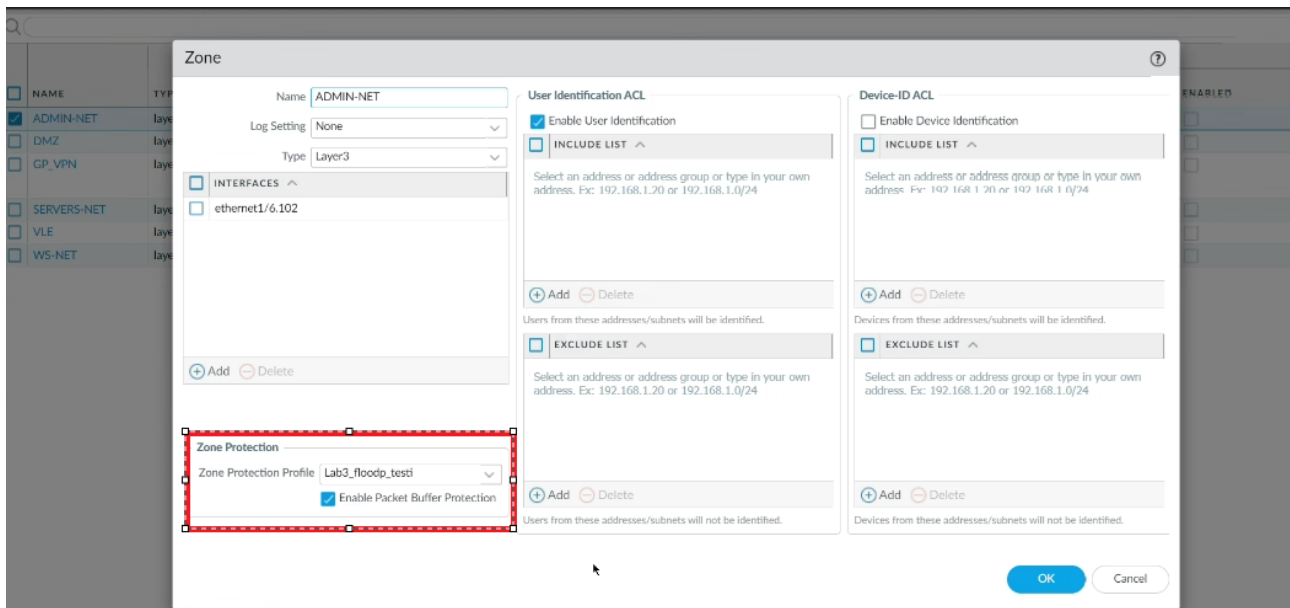 Zone
NAME
TYP
ENABLED
ADMIN-NET
laye
DMZ
laye
GP_VPN
laye
SERVERS-NET
laye
VLE
laye
WS-NET
laye
Name
ADMIN-NET
Log Setting
None
Type
Layer3
INTERFACES
ethernet1/6.102
Add
Delete
Zone Protection
Zone Protection Profile
Lab3_floodp_testi
Enable Packet Buffer Protection
User Identification ACL
Enable User Identification
INCLUDE LIST
Select an address or address group or type in your own
address. Ex: 192.168.1.20 or 192.168.1.0/24
Add
Delete
Users from these addresses/subnets will be identified.
EXCLUDE LIST
Select an address or address group or type in your own
address. Ex: 192.168.1.20 or 192.168.1.0/24
Add
Delete
Users from these addresses/subnets will not be identified.
Device-ID ACL
Enable Device Identification
INCLUDE LIST
Select an address or address group or type in your own
address. Ex: 192.168.1.20 or 192.168.1.0/24
Add
Delete
Devices from these addresses/subnets will be identified.
EXCLUDE LIST
Select an address or address group or type in your own
address. Ex: 192.168.1.20 or 192.168.1.0/24
Add
Delete
Devices from these addresses/subnets will not be identified.
OK
Cancel